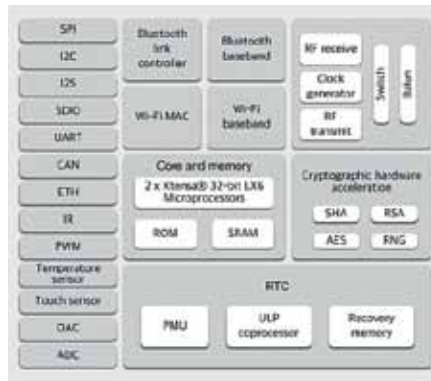 SPI
I2C
I2S
SDIO
UART
CAN
ETH
IR
PWM
Temperature
sensor
Touch sensor
DAC
ADC
Bluetooth
link
controller
Bluetooth
baseband
Wi-Fi MAC
Wi-Fi
baseband
RF receive
Clock
generator
RF
transmit
Switch
Balun
Core and memory
2 x Xtensa® 32-bit LX6
Microprocessors
ROM
SRAM
Cryptographic hardware
acceleration
SHA
RSA
AES
RNG
RTC
PMU
ULP
coprocessor
Recovery
memory